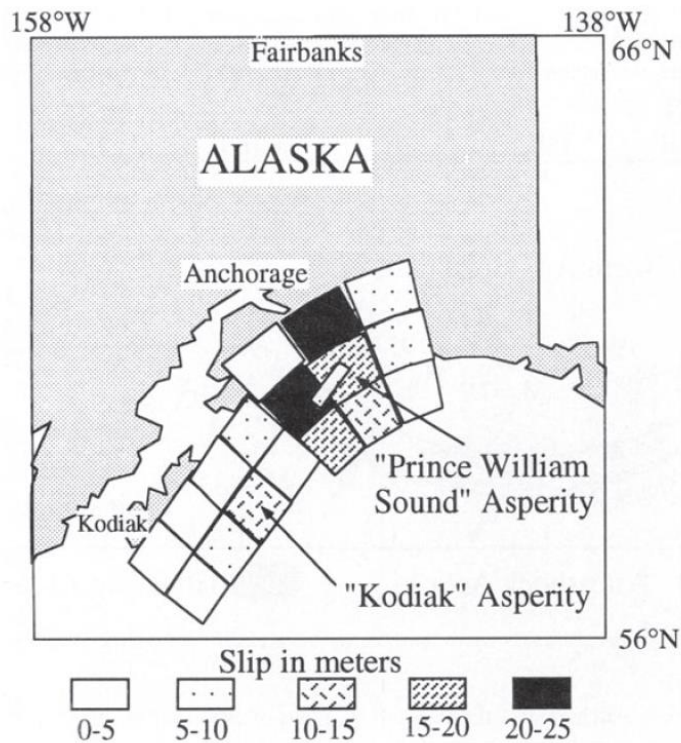 158°W 138°W
66°N
Fairbanks
ALASKA
Anchorage
"Prince William
Sound" Asperity
Kodiak
"Kodiak" Asperity
56°N
Slip in meters
0-5 5-10 10-15 15-20 20-25